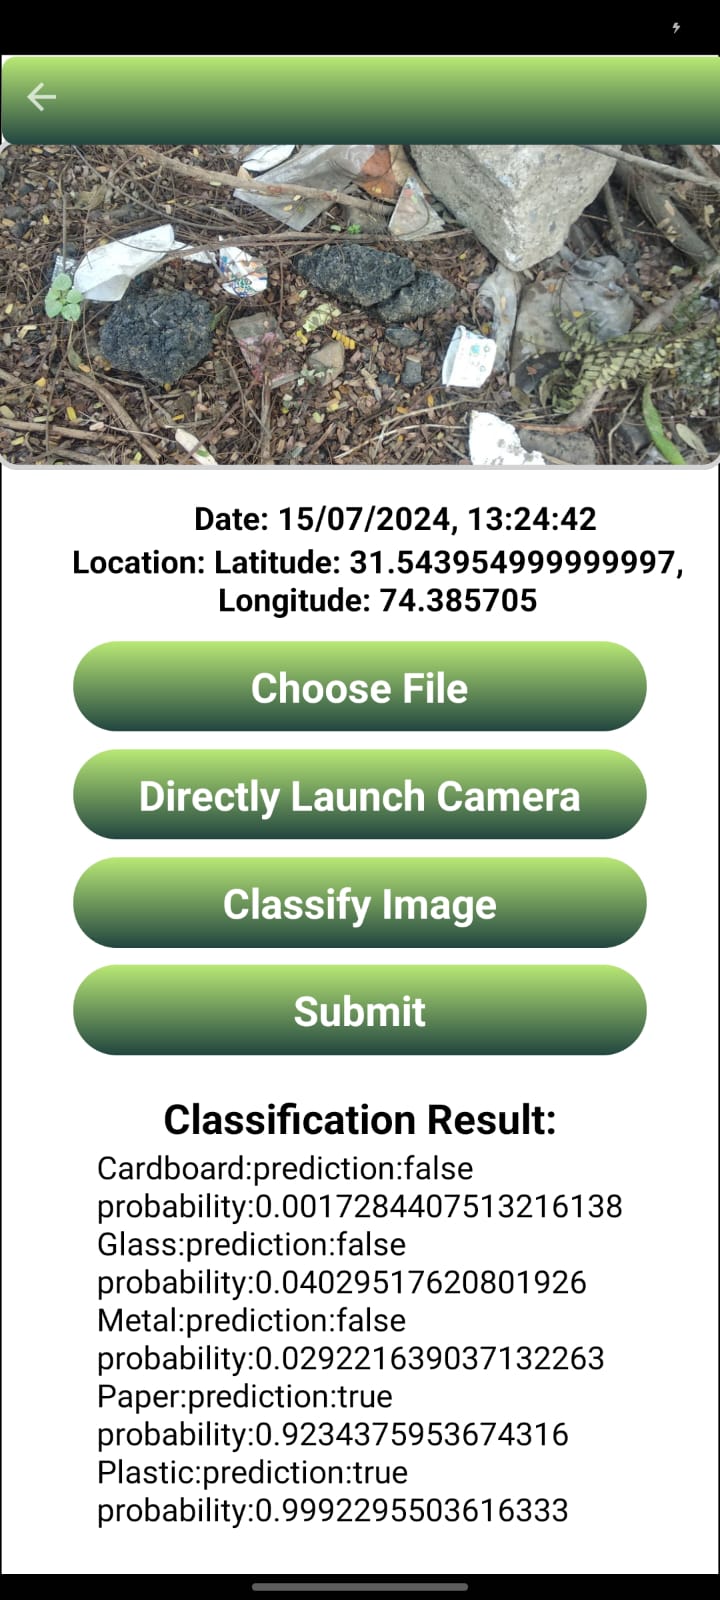 Date: 15/07/2024, 13:24:42
Location: Latitude: 31.543954999999997,
Longitude: 74.385705
Choose File
Directly Launch Camera
Classify Image
Submit
Classification Result:
Cardboard:prediction:false
probability:0.0017284407513216138
Glass:prediction:false
probability:0.04029517620801926
Metal:prediction:false
probability:0.029221639037132263
Paper:prediction:true
probability:0.9234375953674316
Plastic:prediction:true
probability:0.9992295503616333